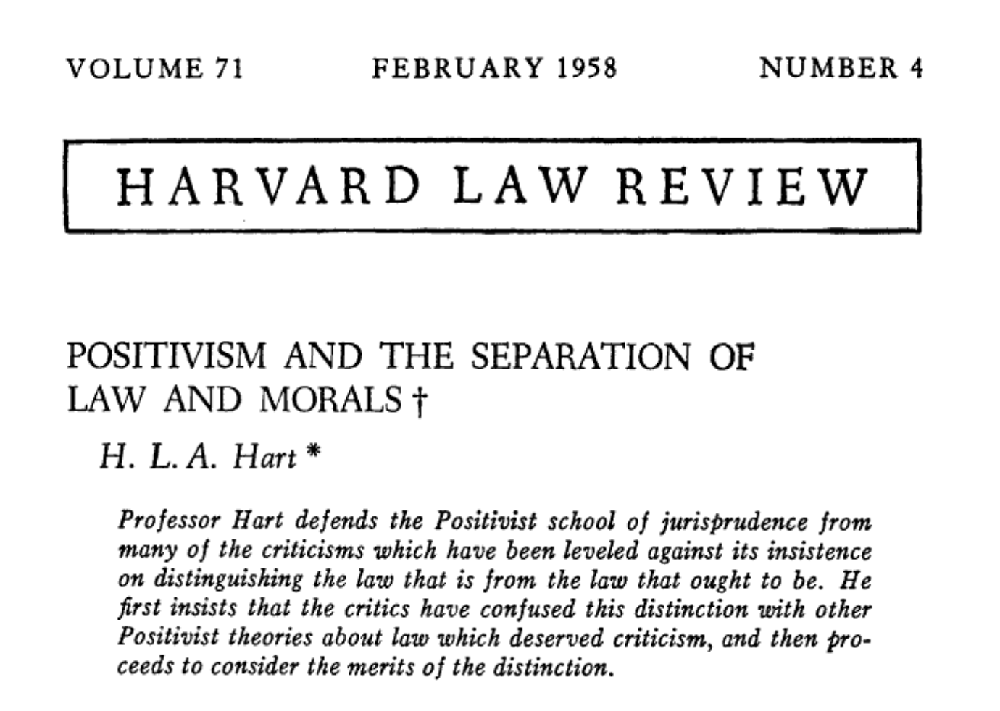 VOLUME 71 FEBRUARY 1958 NUMBER 4
HARVARD LAW REVIEW
POSITIVISM AND THE SEPARATION OF
LAW AND MORALS †
H. L. A. Hart *
Professor Hart defends the Positivist school of jurisprudence from
many of the criticisms which have been leveled against its insistence
on distinguishing the law that is from the law that ought to be. He
first insists that the critics have confused this distinction with other
Positivist theories about law which deserved criticism, and then pro-
ceeds to consider the merits of the distinction.